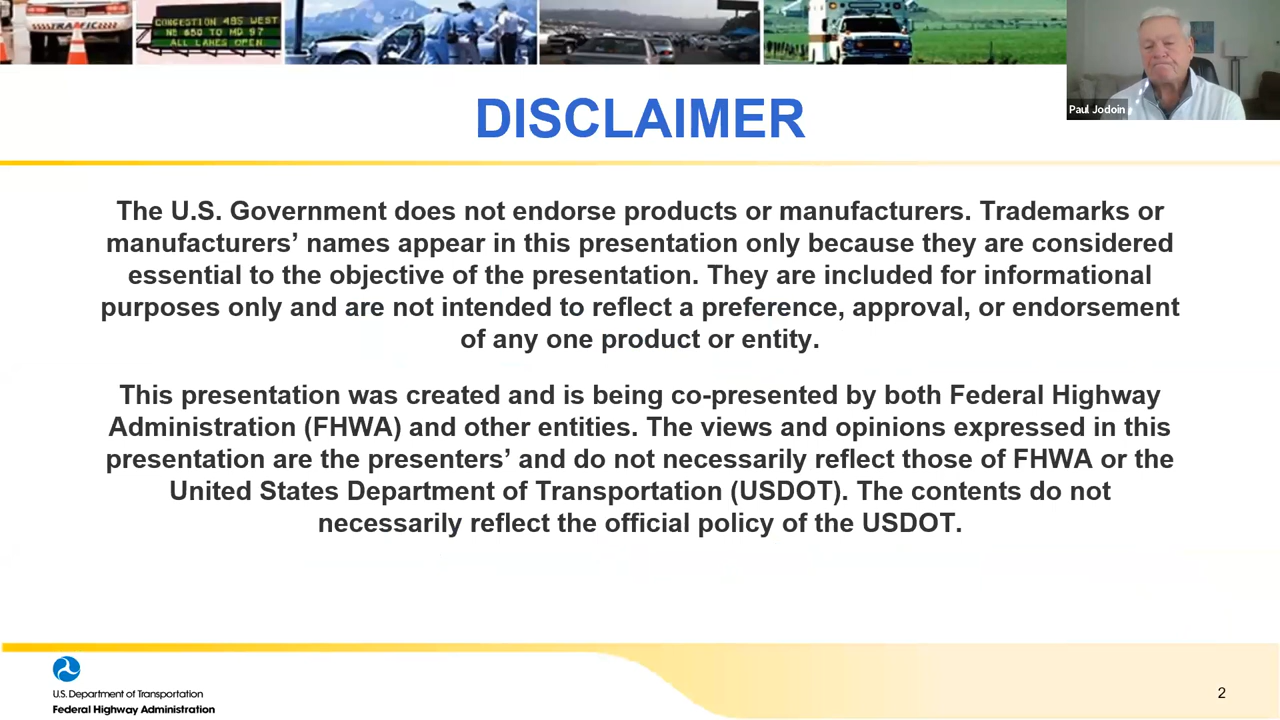 TRAFFIC
CONGESTION 495 WEST
NE 650 TO MD 97
ALL LANES OPEN
Paul Jodoin
DISCLAIMER
The U.S. Government does not endorse products or manufacturers. Trademarks or
manufacturers’ names appear in this presentation only because they are considered
essential to the objective of the presentation. They are included for informational
purposes only and are not intended to reflect a preference, approval, or endorsement
of any one product or entity.
This presentation was created and is being co-presented by both Federal Highway
Administration (FHWA) and other entities. The views and opinions expressed in this
presentation are the presenters’ and do not necessarily reflect those of FHWA or the
United States Department of Transportation (USDOT). The contents do not
necessarily reflect the official policy of the USDOT.
U.S. Department of Transportation
Federal Highway Administration
2